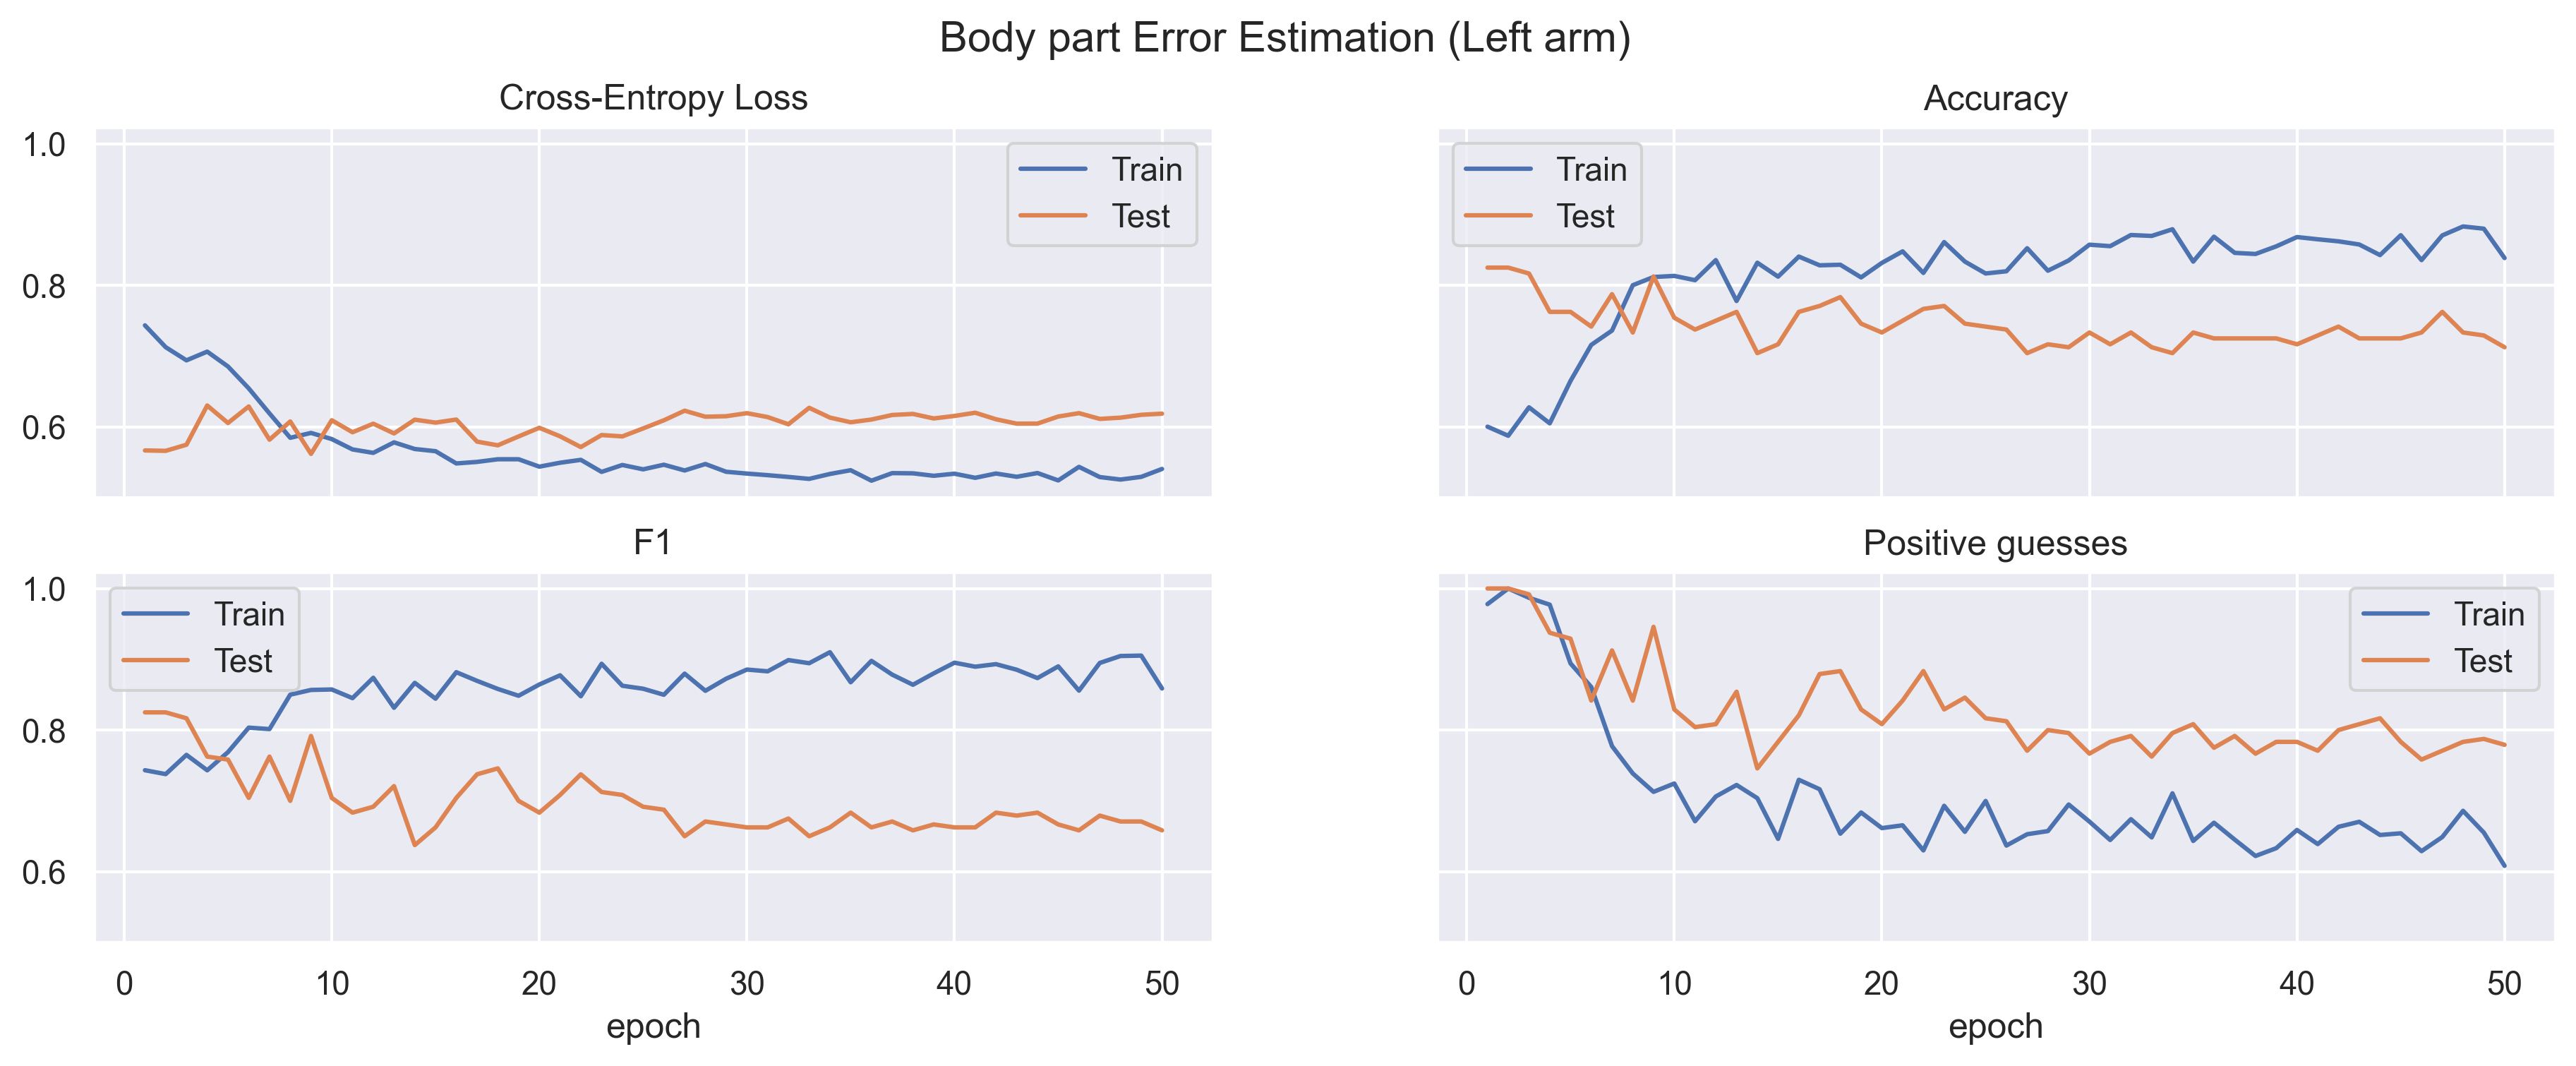 Body part Error Estimation (Left arm)
Cross-Entropy Loss
1.0
0.8
0.6
Train
Test
Accuracy
Train
Test
F1
1.0
0.8
0.6
Train
Test
0 10 20 30 40 50
epoch
Positive guesses
Train
Test
0 10 20 30 40 50
epoch